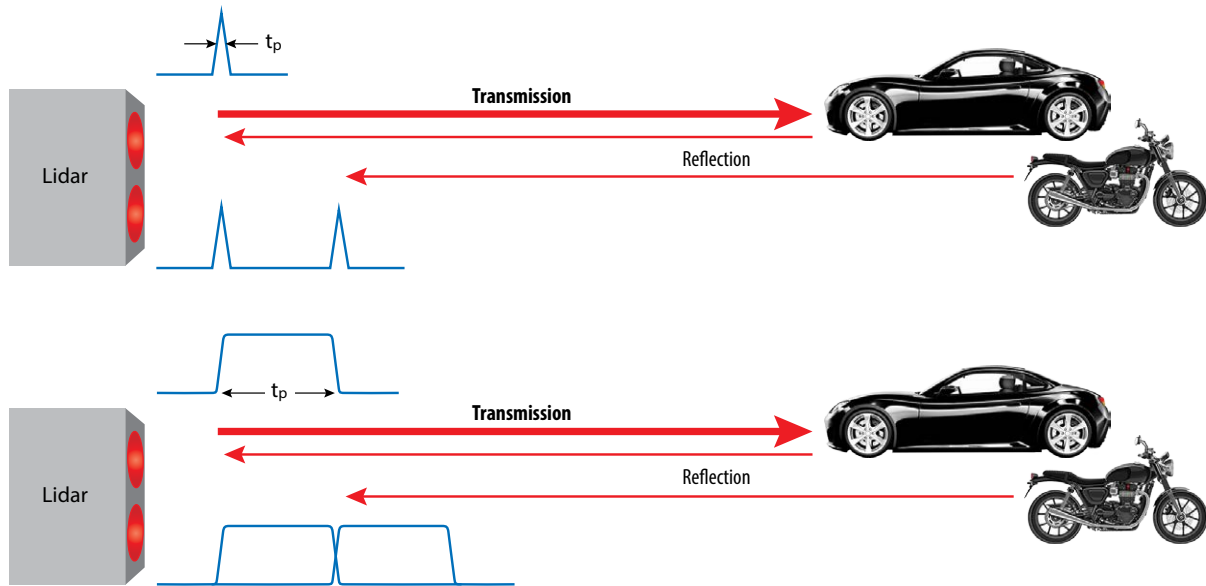 tp
Transmission
Reflection
Lidar
tp
Transmission
Reflection
Lidar